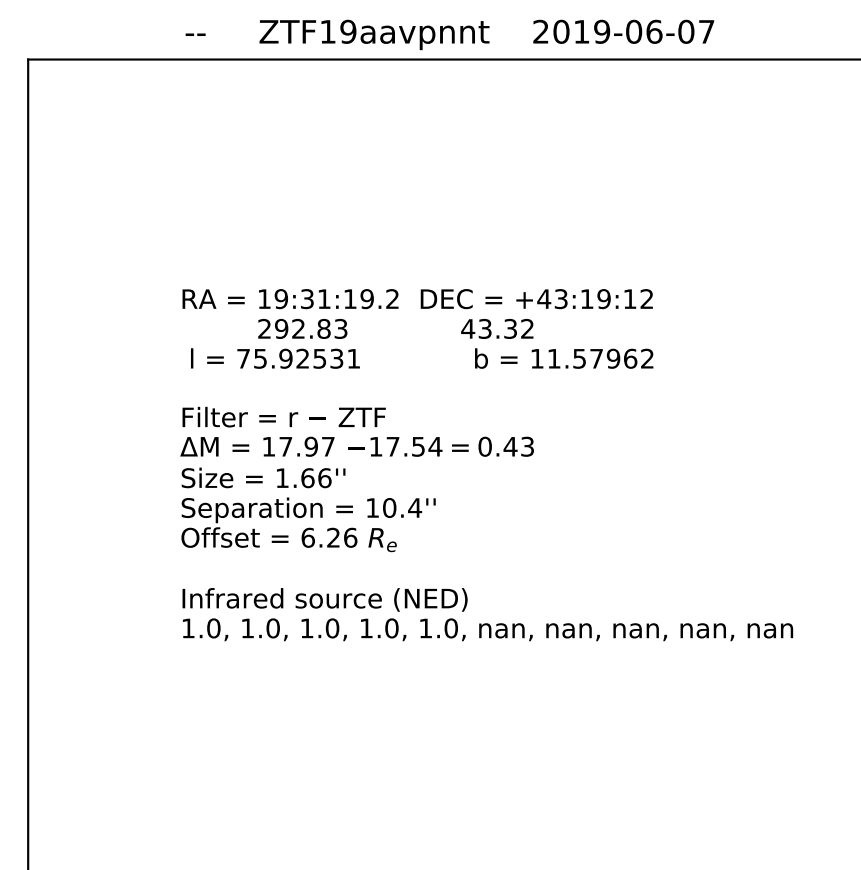 -- ZTF19aavpnnt 2019-06-07
RA = 19:31:19.2 DEC = +43:19:12
292.83 43.32
l = 75.92531 b = 11.57962
Filter = r − ZTF
ΔM = 17.97 −17.54 = 0.43
Size = 1.66''
Separation = 10.4''
Offset = 6.26 Re
Infrared source (NED)
1.0, 1.0, 1.0, 1.0, 1.0, nan, nan, nan, nan, nan